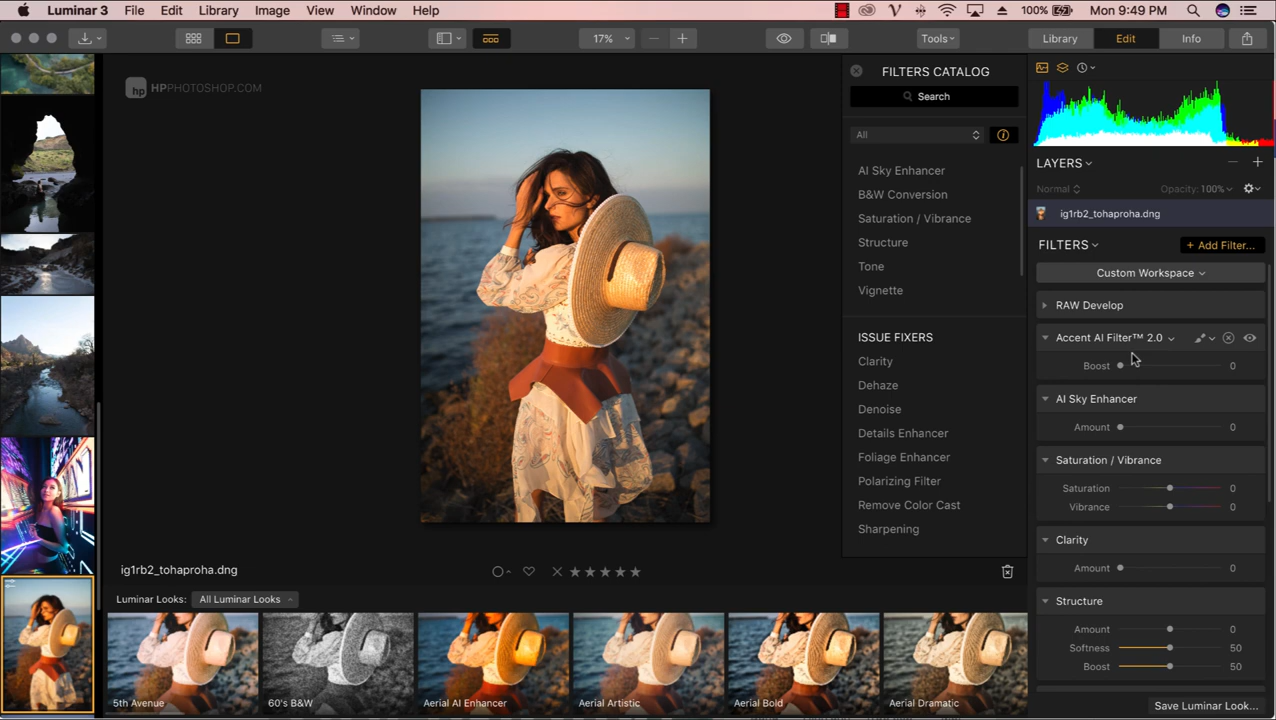 Luminar 3 File Edit Library Image View Window Help 100% Mon 9:49 PM
17% Tools Library Edit Info
hp HPPHOTOSHOP.COM
FILTERS CATALOG
Search
All
AI Sky Enhancer
B&W Conversion
Saturation / Vibrance
Structure
Tone
Vignette
ISSUE FIXERS
Clarity
Dehaze
Denoise
Details Enhancer
Foliage Enhancer
Polarizing Filter
Remove Color Cast
Sharpening
LAYERS
Normal Opacity: 100%
ig1rb2_tohaproha.dng
FILTERS + Add Filter...
Custom Workspace
RAW Develop
Accent AI Filter™ 2.0
Boost 0
AI Sky Enhancer
Amount 0
Saturation / Vibrance
Saturation 0
Vibrance 0
Clarity
Amount 0
Structure
Amount 0
Softness 50
Boost 50
Save Luminar Look...
ig1rb2_tohaproha.dng
Luminar Looks: All Luminar Looks
5th Avenue 60's B&W Aerial AI Enhancer Aerial Artistic Aerial Bold Aerial Dramatic